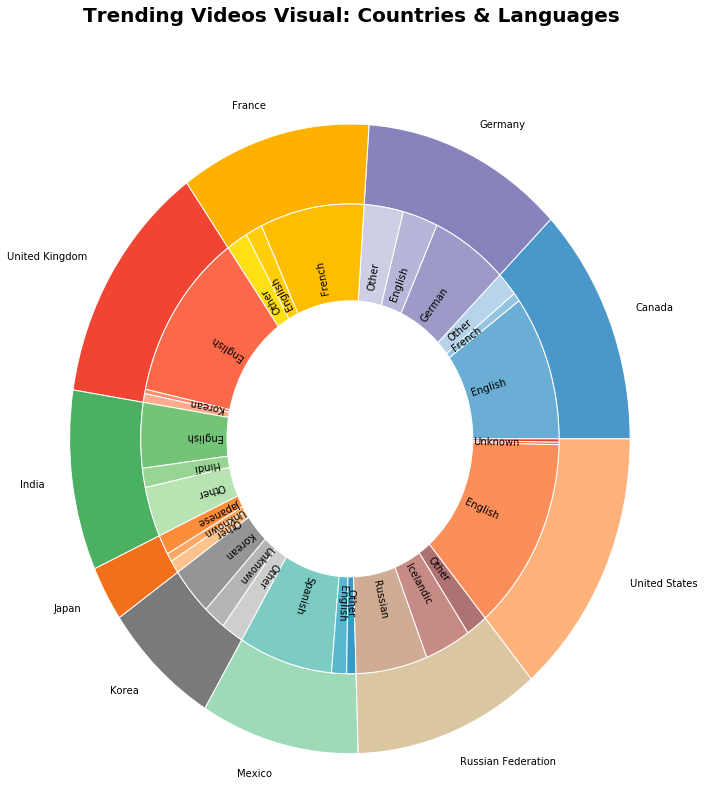 Trending Videos Visual: Countries & Languages
France
Germany
United Kingdom
Canada
India
Japan
Korea
Mexico
Russian Federation
United States
English
French
Other
German
English
Other
French
English
Other
English
Korean
English
Hindi
Other
Japanese
Unknown
Other
Korean
Unknown
Other
Spanish
English
Other
Russian
Icelandic
Other
English
Unknown